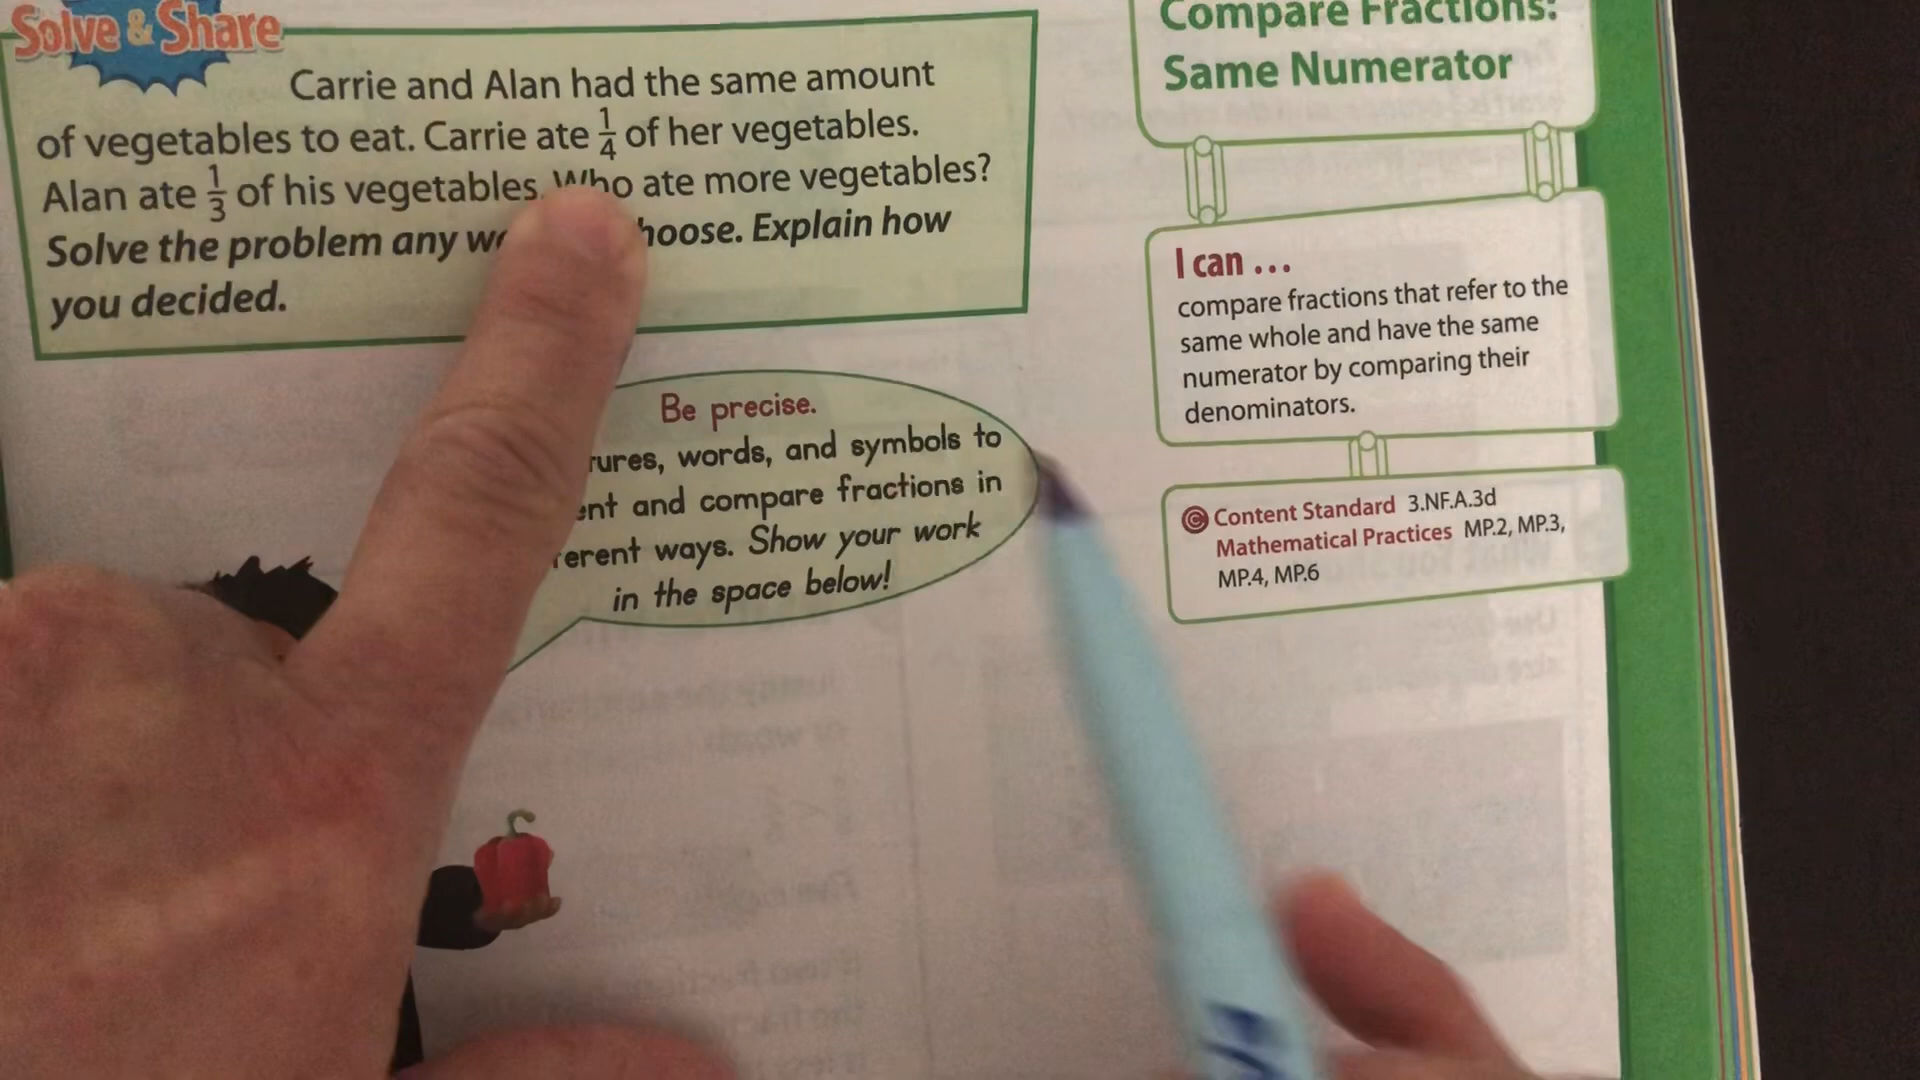 Solve & Share
Carrie and Alan had the same amount
of vegetables to eat. Carrie ate 1/4 of her vegetables.
Alan ate 1/3 of his vegetables. Who ate more vegetables?
Solve the problem any hoose. Explain how
you decided.
Be precise.
words, and symbols to
and compare fractions in
ways. Show your work
in the space below!
Compare Fractions:
Same Numerator
I can ...
compare fractions that refer to the
same whole and have the same
numerator by comparing their
denominators.
Content Standard 3.NF.A.3d
Mathematical Practices MP.2, MP.3,
MP.4, MP.6